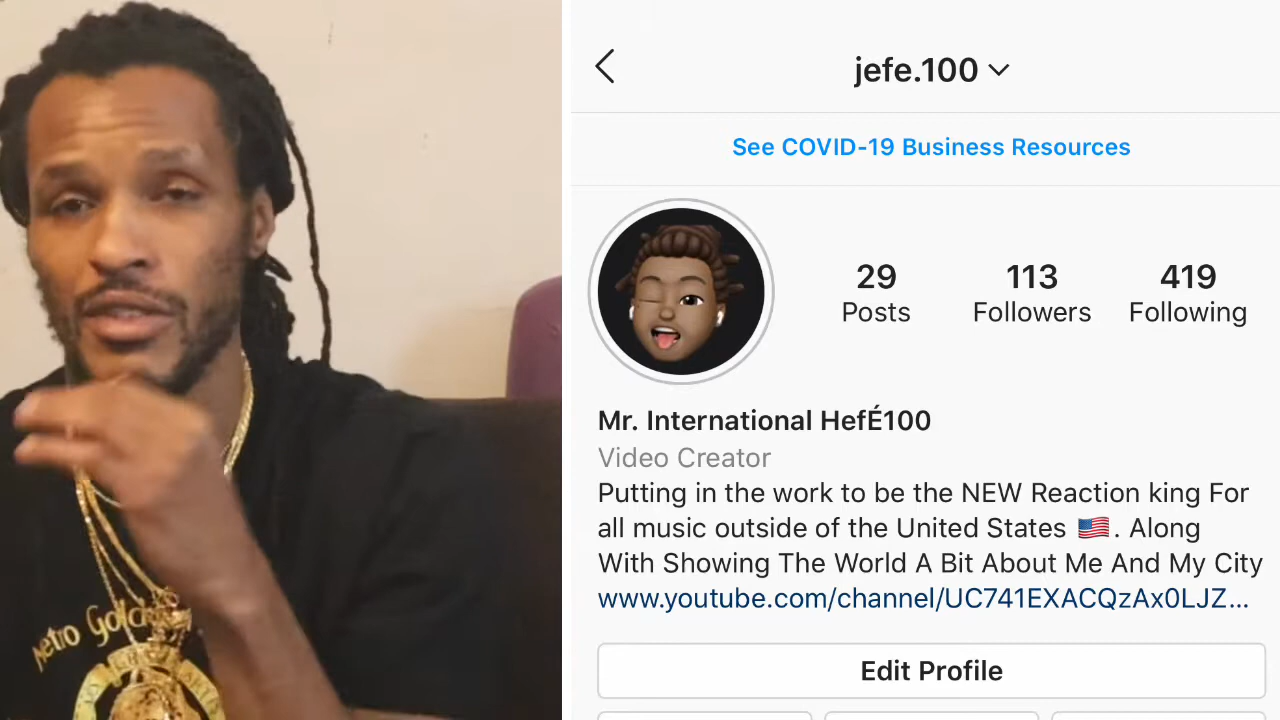 Metro Goldwyn
jefe.100
See COVID-19 Business Resources
29
113
419
Posts
Followers
Following
Mr. International HefÉ100
Video Creator
Putting in the work to be the NEW Reaction king For
all music outside of the United States 🇺🇸. Along
With Showing The World A Bit About Me And My City
www.youtube.com/channel/UC741EXACQzAx0LJZ...
Edit Profile